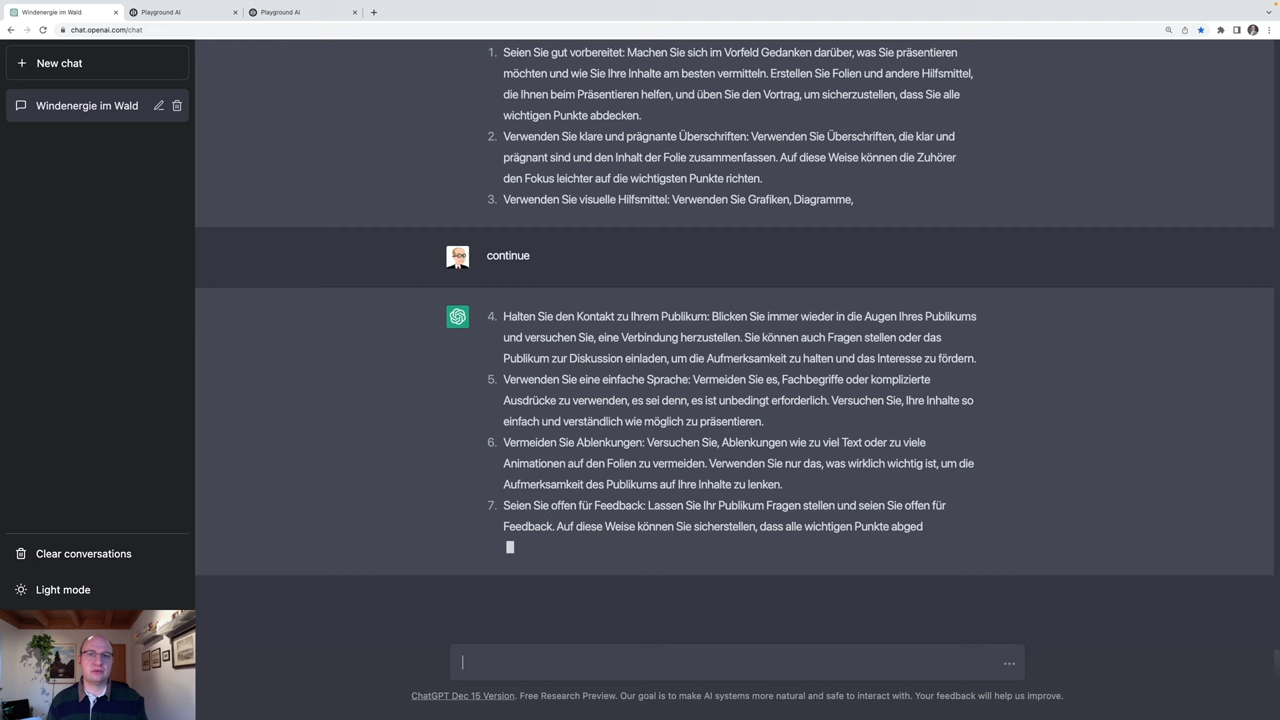 Windenergie im Wald
Playground AI
Playground AI
chat.openai.com/chat
New chat
Windenergie im Wald
1. Seien Sie gut vorbereitet: Machen Sie sich im Vorfeld Gedanken darüber, was Sie präsentieren
möchten und wie Sie Ihre Inhalte am besten vermitteln. Erstellen Sie Folien und andere Hilfsmittel,
die Ihnen beim Präsentieren helfen, und üben Sie den Vortrag, um sicherzustellen, dass Sie alle
wichtigen Punkte abdecken.
2. Verwenden Sie klare und prägnante Überschriften: Verwenden Sie Überschriften, die klar und
prägnant sind und den Inhalt der Folie zusammenfassen. Auf diese Weise können die Zuhörer
den Fokus leichter auf die wichtigsten Punkte richten.
3. Verwenden Sie visuelle Hilfsmittel: Verwenden Sie Grafiken, Diagramme,
continue
4. Halten Sie den Kontakt zu Ihrem Publikum: Blicken Sie immer wieder in die Augen Ihres Publikums
und versuchen Sie, eine Verbindung herzustellen. Sie können auch Fragen stellen oder das
Publikum zur Diskussion einladen, um die Aufmerksamkeit zu halten und das Interesse zu fördern.
5. Verwenden Sie eine einfache Sprache: Vermeiden Sie es, Fachbegriffe oder komplizierte
Ausdrücke zu verwenden, es sei denn, es ist unbedingt erforderlich. Versuchen Sie, Ihre Inhalte so
einfach und verständlich wie möglich zu präsentieren.
6. Vermeiden Sie Ablenkungen: Versuchen Sie, Ablenkungen wie zu viel Text oder zu viele
Animationen auf den Folien zu vermeiden. Verwenden Sie nur das, was wirklich wichtig ist, um die
Aufmerksamkeit des Publikums auf Ihre Inhalte zu lenken.
7. Seien Sie offen für Feedback: Lassen Sie Ihr Publikum Fragen stellen und seien Sie offen für
Feedback. Auf diese Weise können Sie sicherstellen, dass alle wichtigen Punkte abged
Clear conversations
Light mode
ChatGPT Dec 15 Version. Free Research Preview. Our goal is to make AI systems more natural and safe to interact with. Your feedback will help us improve.